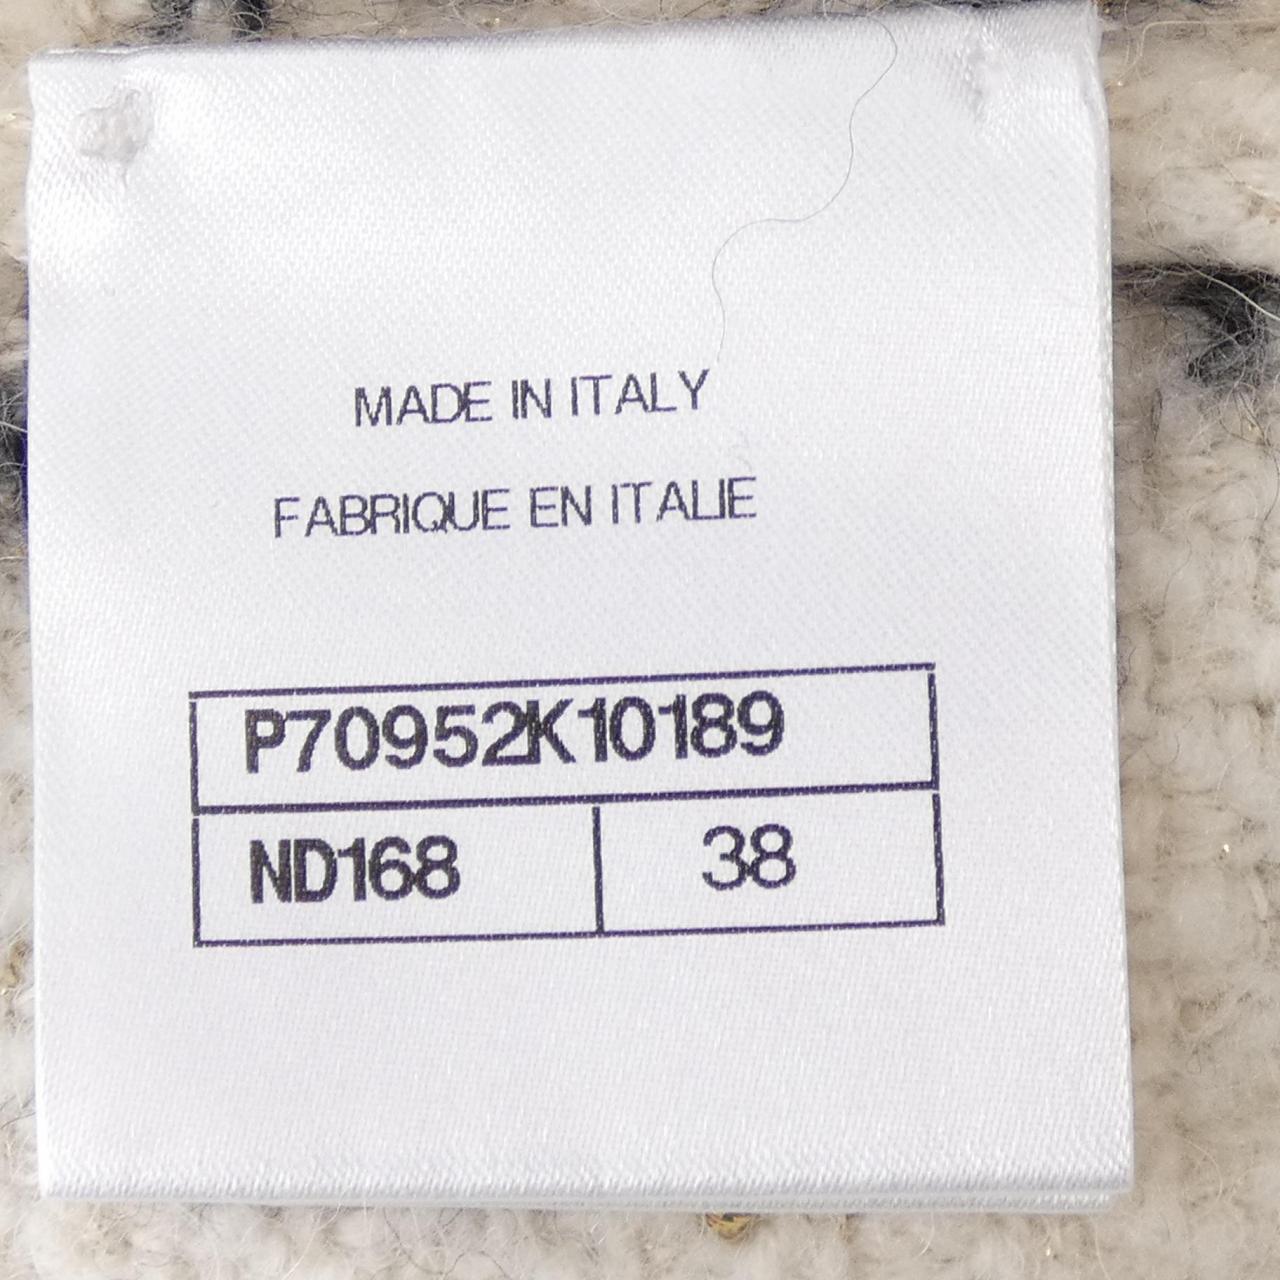 MADE IN ITALY
FABRIQUE EN ITALIE
P70952K10189
ND168 38